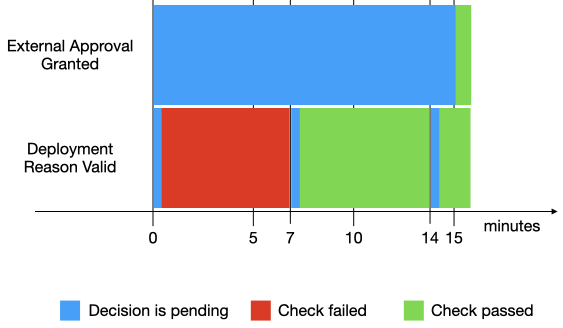 External Approval
Granted
Deployment
Reason Valid
minutes
0 5 7 10 14 15
Decision is pending
Check failed
Check passed